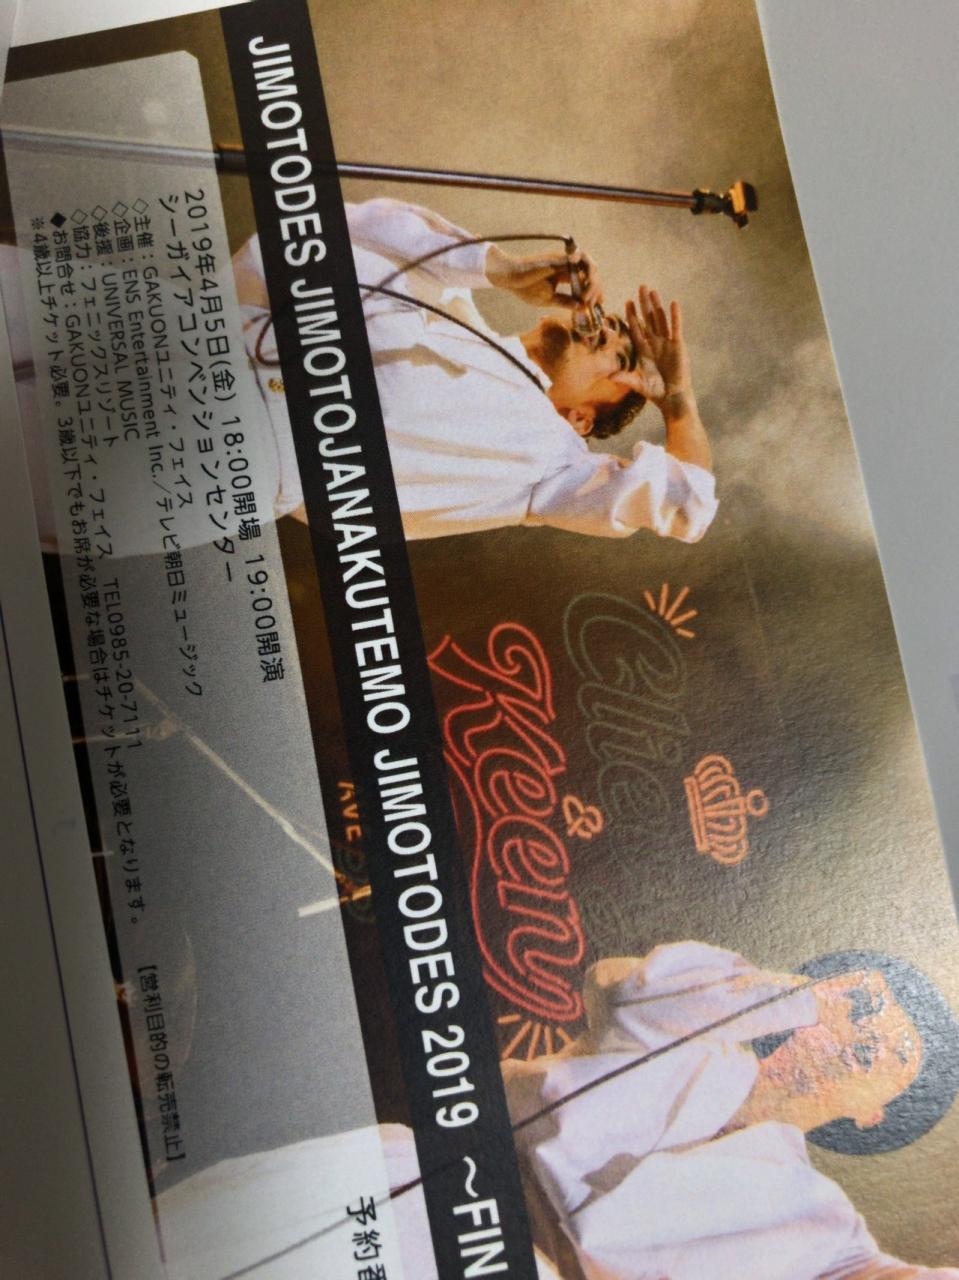 JIMOTODES JIMOTOJANAKUTEMO JIMOTODES 2019 ~FIN
2019年4月5日(金) 18:00開場 19:00開演
シーガイアコンベンションセンター
◇主催：GAKUONユニティ・フェイス
◇企画：ENS Entertainment Inc.／テレビ朝日ミュージック
◇後援：UNIVERSAL MUSIC
◇協力：フェニックスリゾート
◆お問合せ：GAKUONユニティ・フェイス TEL0985-20-7111
※4歳以上チケット必要。3歳以下でもお席が必要な場合はチケットが必要となります。
【営利目的の転売禁止】
予約番
&
Keeny